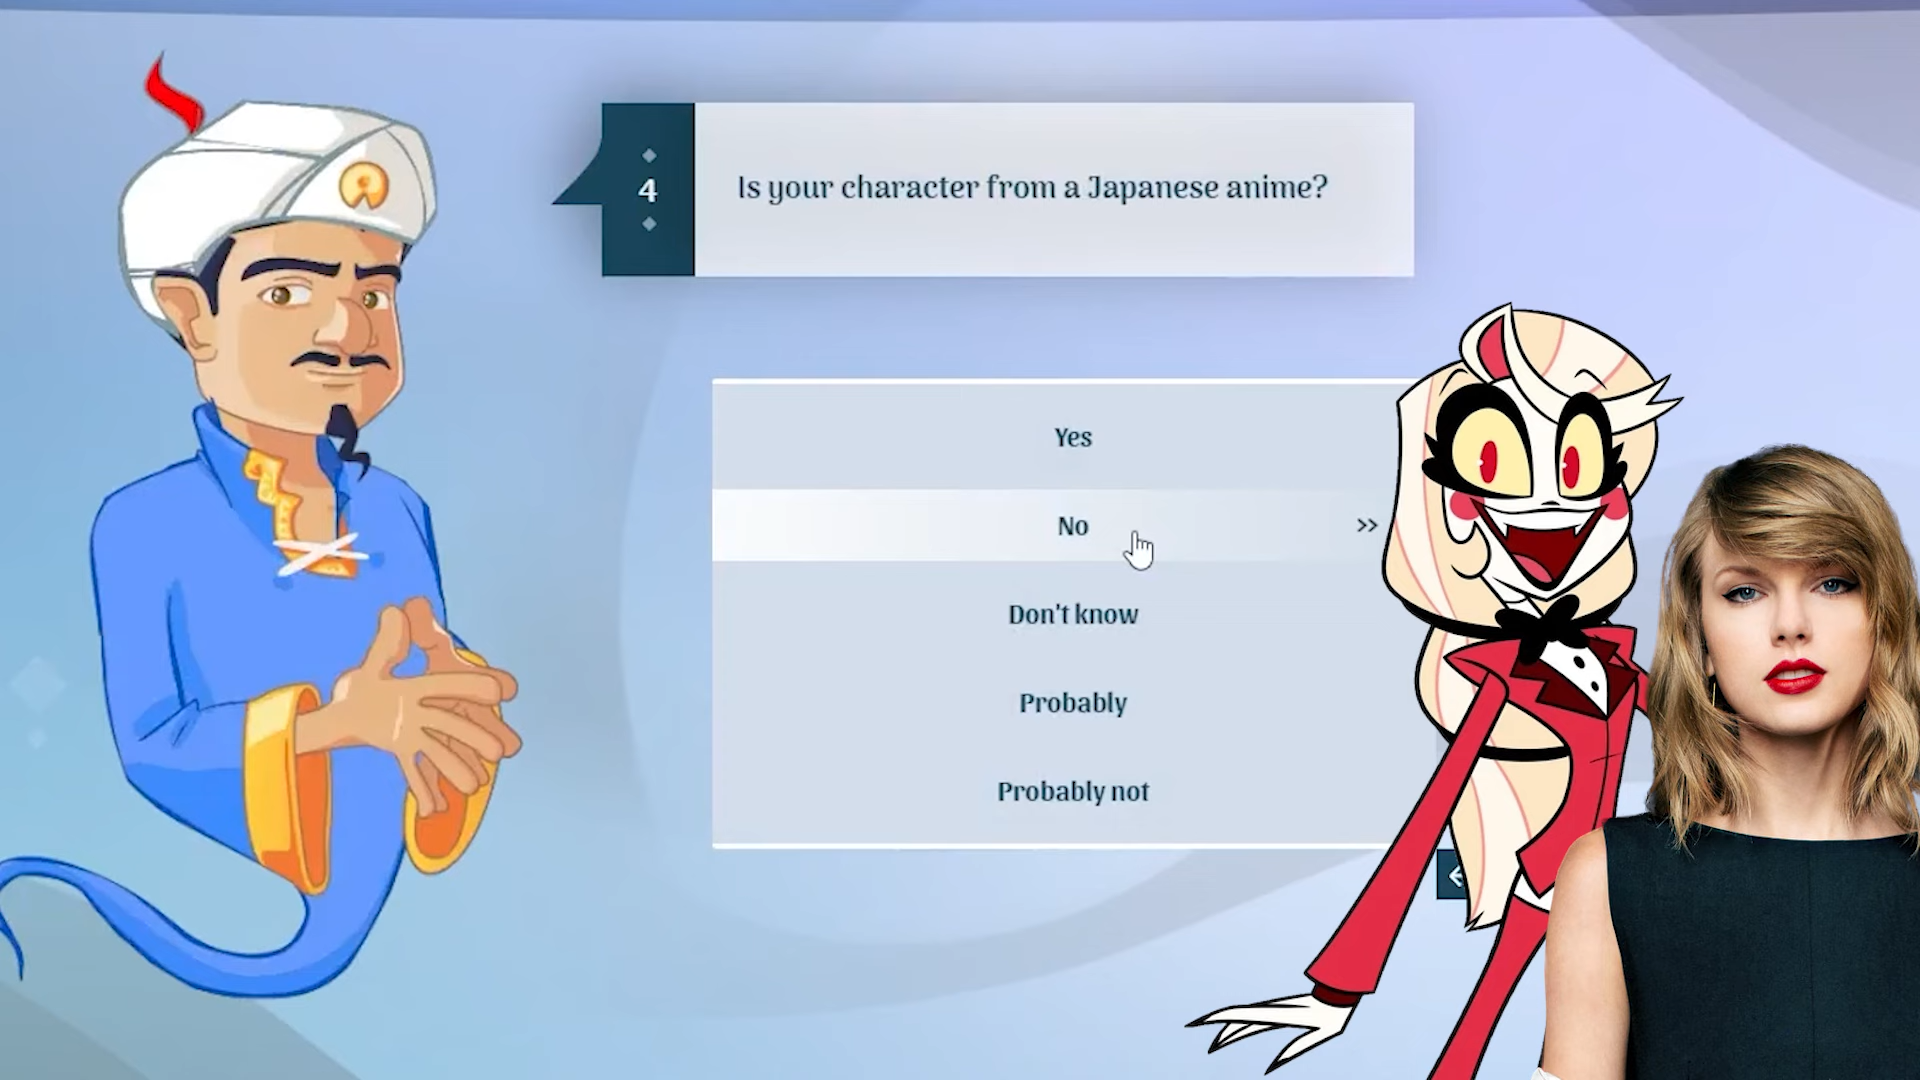 4
Is your character from a Japanese anime?
Yes
No
Don't know
Probably
Probably not